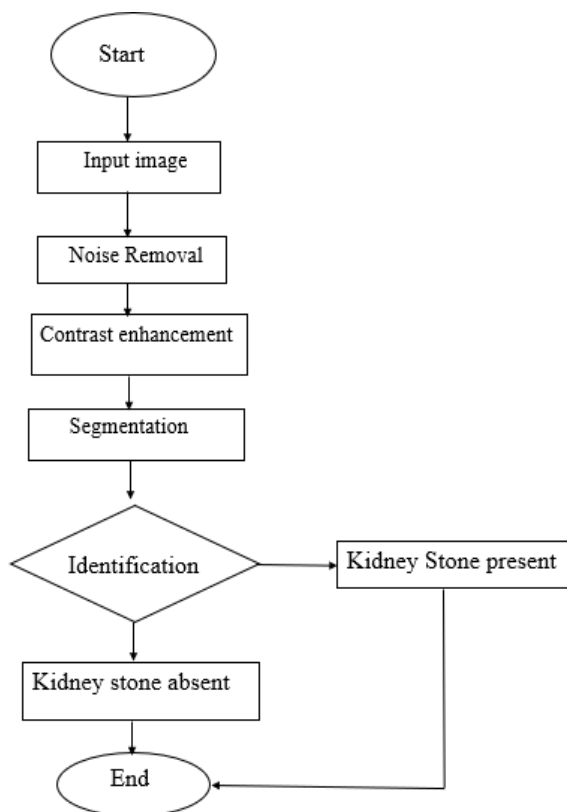 Start
Input image
Noise Removal
Contrast enhancement
Segmentation
Identification
Kidney Stone present
Kidney stone absent
End